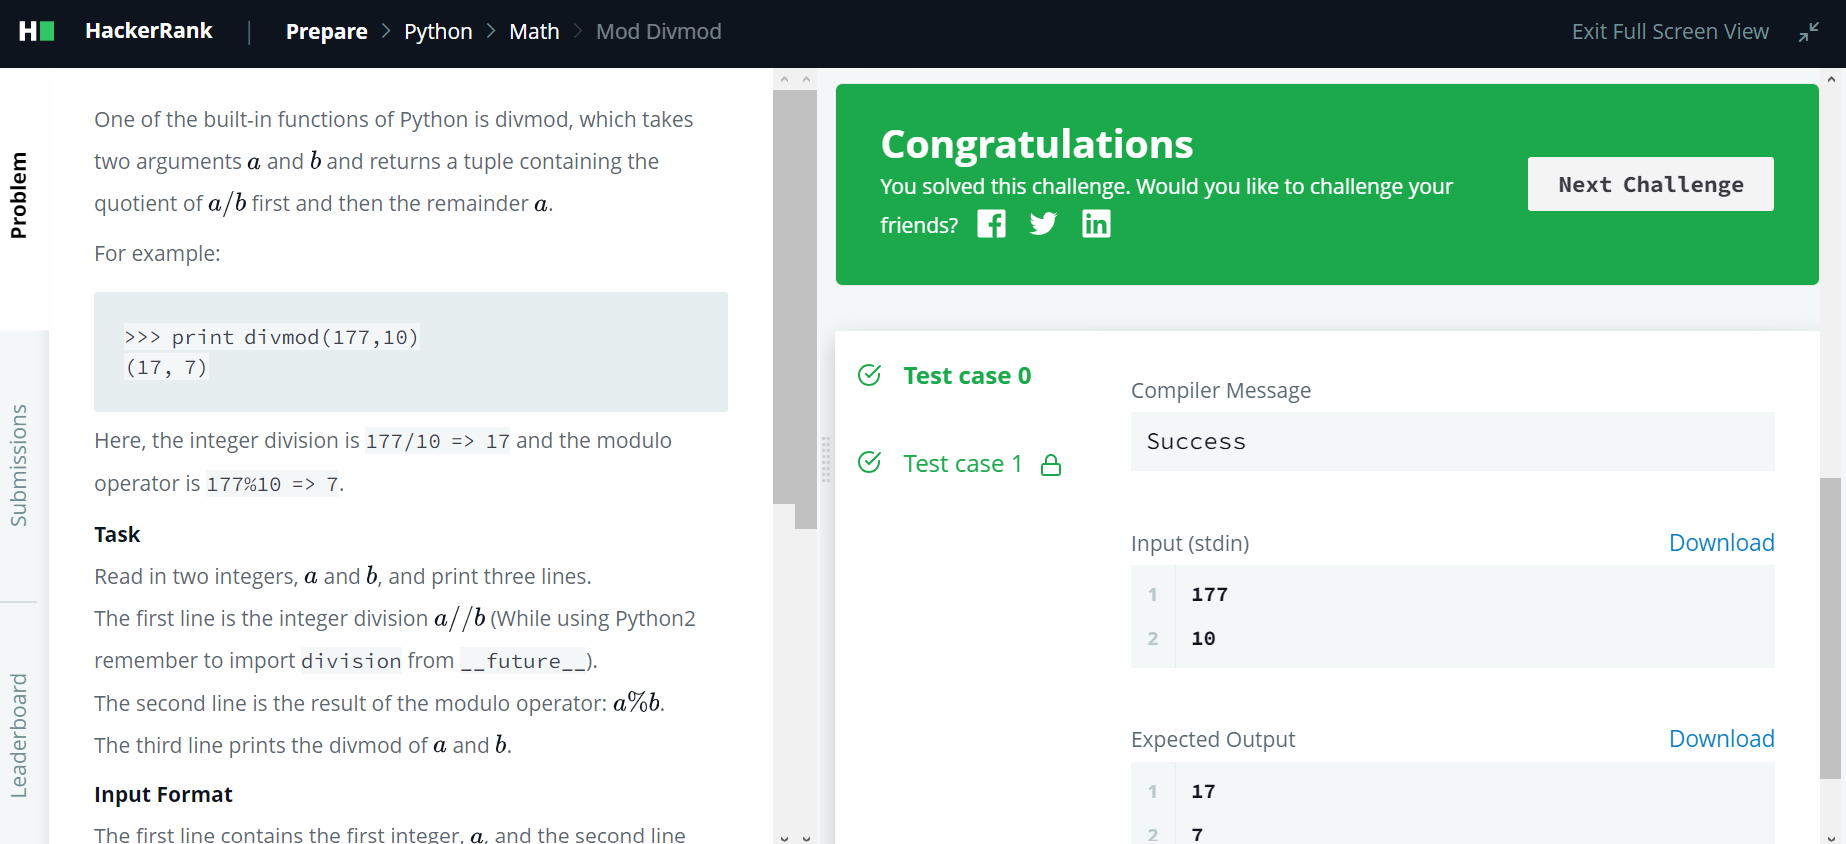 HackerRank | Prepare > Python > Math > Mod Divmod
Exit Full Screen View
Problem
Submissions
Leaderboard
One of the built-in functions of Python is divmod, which takes
two arguments a and b and returns a tuple containing the
quotient of a/b first and then the remainder a.
For example:
>>> print divmod(177,10)
(17, 7)
Here, the integer division is 177/10 => 17 and the modulo
operator is 177%10 => 7.
Task
Read in two integers, a and b, and print three lines.
The first line is the integer division a//b (While using Python2
remember to import division from __future__).
The second line is the result of the modulo operator: a%b.
The third line prints the divmod of a and b.
Input Format
The first line contains the first integer, a, and the second line
Congratulations
You solved this challenge. Would you like to challenge your
friends?
Next Challenge
Test case 0
Test case 1
Compiler Message
Success
Input (stdin)
Download
1 177
2 10
Expected Output
Download
1 17
2 7